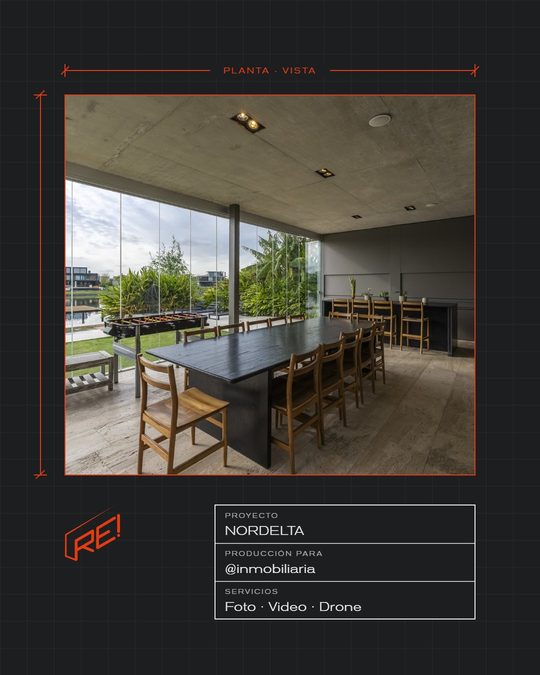 PLANTA · VISTA
RE!
PROYECTO
NORDELTA
PRODUCCIÓN PARA
@inmobiliaria
SERVICIOS
Foto · Video · Drone